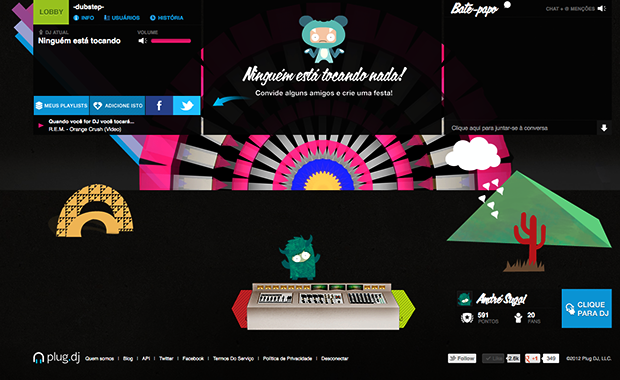 LOBBY
-dubstep-
INFO
USUÁRIOS
HISTÓRIA
DJ ATUAL
VOLUME
Ninguém está tocando
MEUS PLAYLISTS
ADICIONE ISTO
f
Quando você for DJ você tocará...
R.E.M. - Orange Crush (Video)
Ninguém está tocando nada!
Convide alguns amigos e crie uma festa!
Bate-papo
CHAT + @ MENÇÕES
Clique aqui para juntar-se à conversa
André Sugai
591
PONTOS
20
FANS
CLIQUE
PARA DJ
plug.dj
Quem somos | Blog | API | Twitter | Facebook | Termos Do Serviço | Política de Privacidade | Desconectar
Follow
Like
2.6k
+1
349
©2012 Plug DJ, LLC.